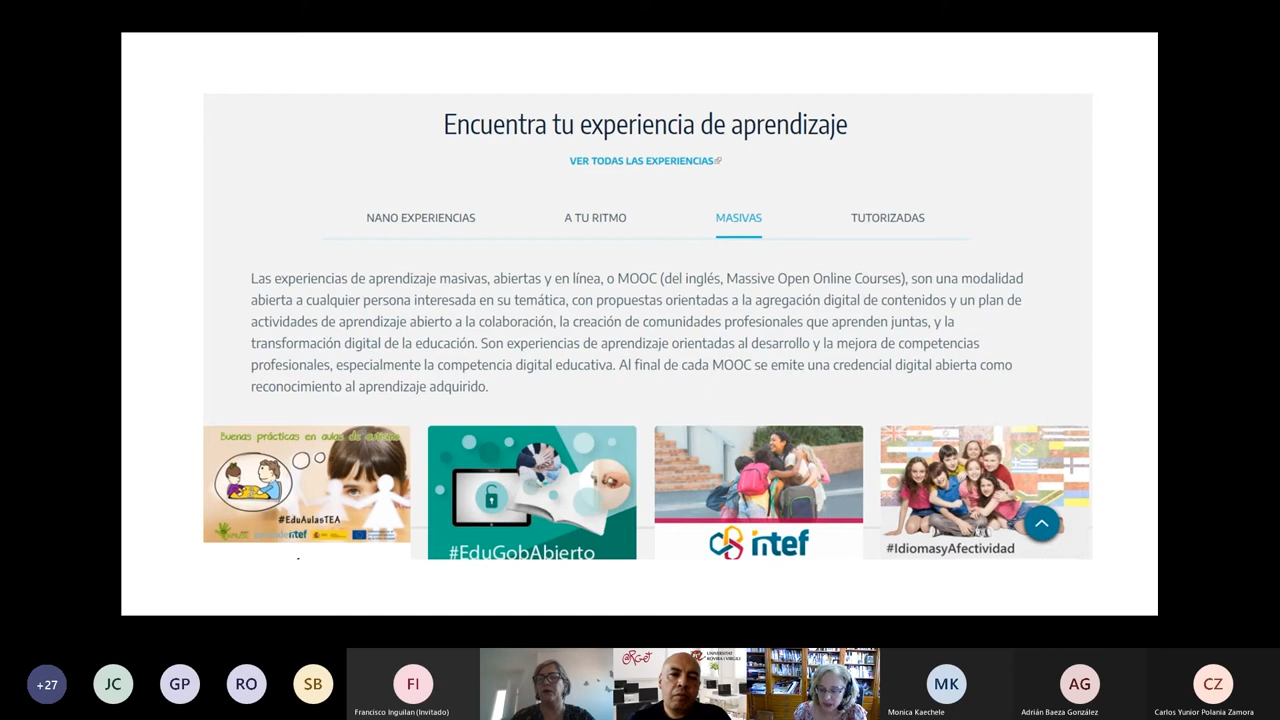 Encuentra tu experiencia de aprendizaje
VER TODAS LAS EXPERIENCIAS
NANO EXPERIENCIAS
A TU RITMO
MASIVAS
TUTORIZADAS
Las experiencias de aprendizaje masivas, abiertas y en línea, o MOOC (del inglés, Massive Open Online Courses), son una modalidad
abierta a cualquier persona interesada en su temática, con propuestas orientadas a la agregación digital de contenidos y un plan de
actividades de aprendizaje abierto a la colaboración, la creación de comunidades profesionales que aprenden juntas, y la
transformación digital de la educación. Son experiencias de aprendizaje orientadas al desarrollo y la mejora de competencias
profesionales, especialmente la competencia digital educativa. Al final de cada MOOC se emite una credencial digital abierta como
reconocimiento al aprendizaje adquirido.
Buenas prácticas en aulas de
#EduAulasTEA
intef
#EduGobAbierto
intef
#IdiomasyAfectividad
+27
JC
GP
RO
SB
FI
Francisco Inguilan (Invitado)
UNIVERSITAT
ROVIRA i VIRGILI
MK
Monica Kaechele
AG
Adrián Baeza González
CZ
Carlos Yunior Polania Zamora